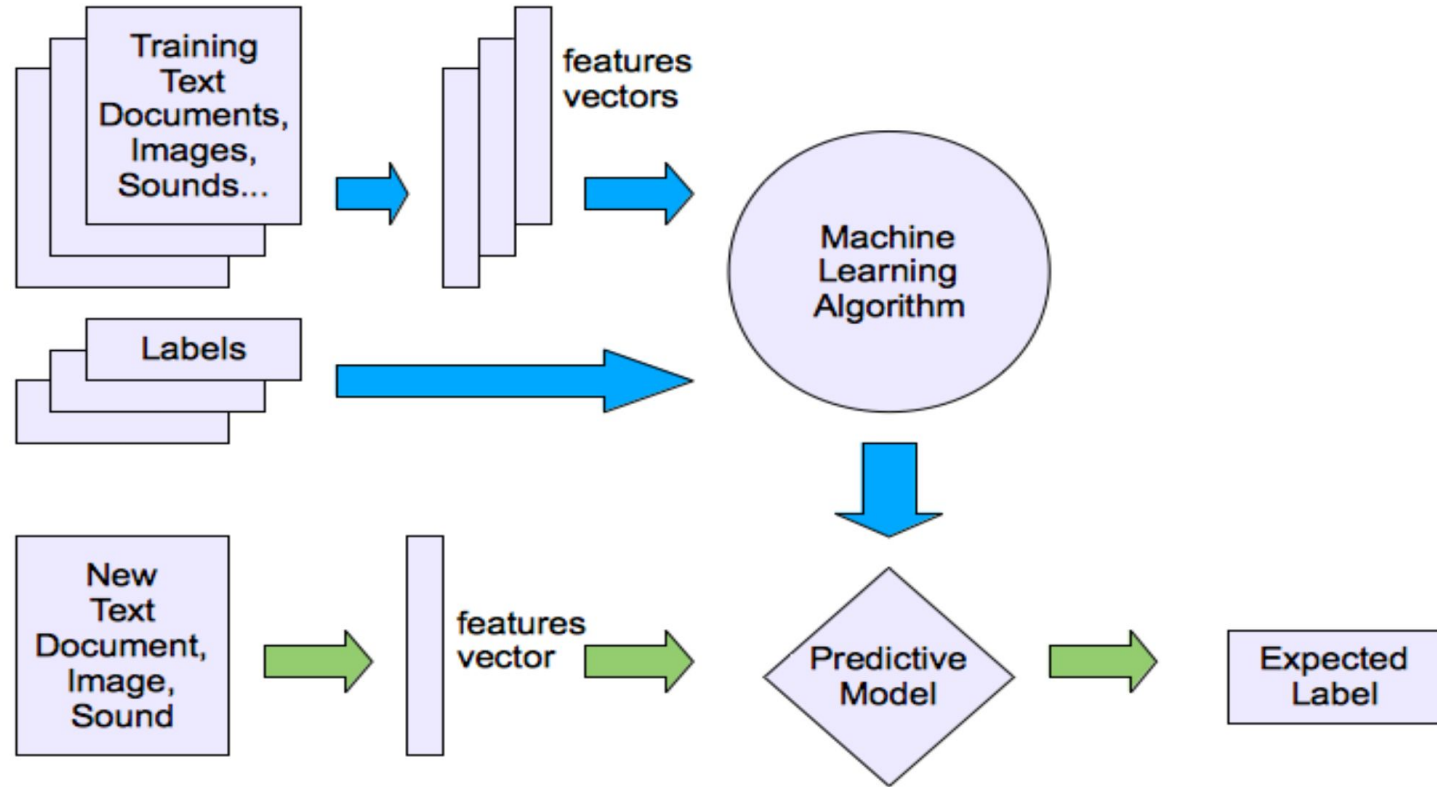 Training
Text
Documents,
Images,
Sounds...
features
vectors
Machine
Learning
Algorithm
Labels
New
Text
Document,
Image,
Sound
features
vector
Predictive
Model
Expected
Label